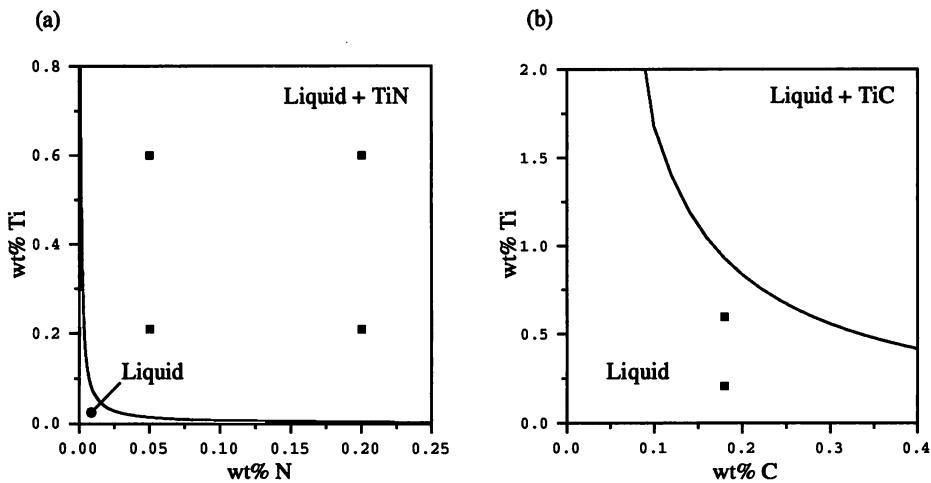 (a)
0.8
0.6
0.4
0.2
0.0
wt% Ti
Liquid + TiN
Liquid
0.00 0.05 0.10 0.15 0.20 0.25
wt% N
(b)
2.0
1.5
1.0
0.5
0.0
wt% Ti
Liquid + TiC
Liquid
0.0 0.1 0.2 0.3 0.4
wt% C